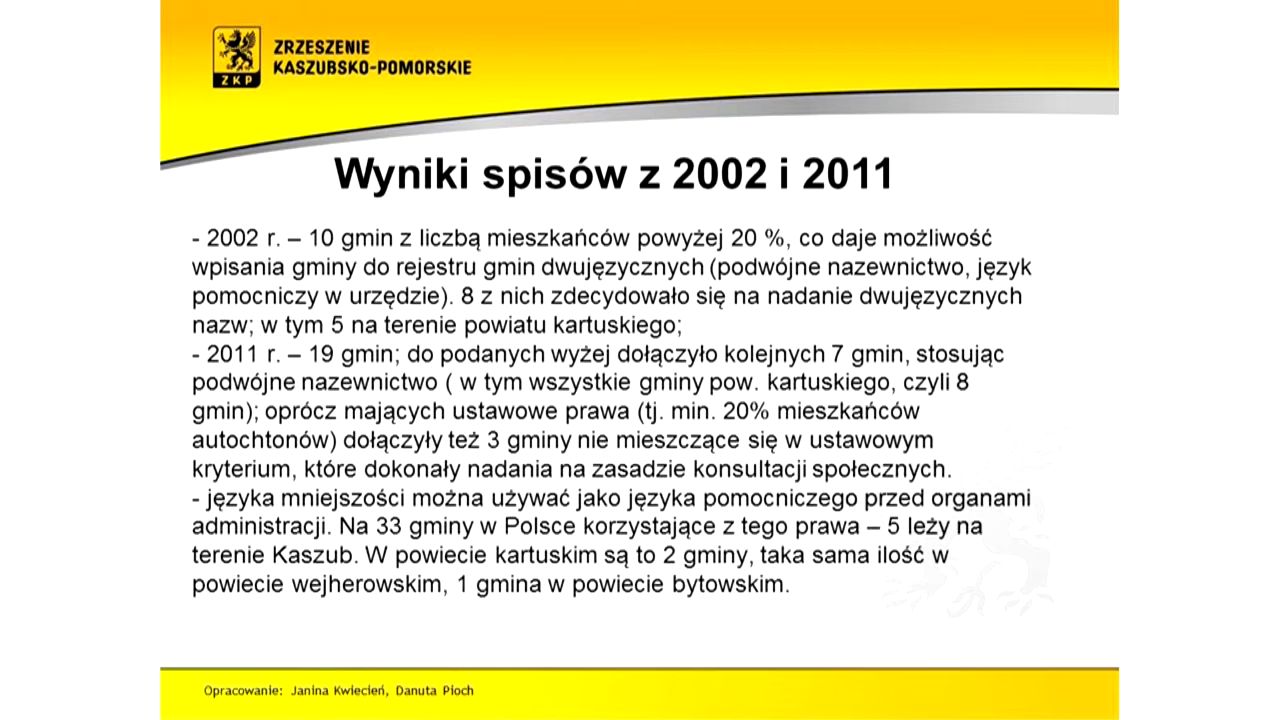 ZRZESZENIE
KASZUBSKO-POMORSKIE
ZKP
Wyniki spisów z 2002 i 2011
- 2002 r. – 10 gmin z liczbą mieszkańców powyżej 20 %, co daje możliwość
wpisania gminy do rejestru gmin dwujęzycznych (podwójne nazewnictwo, język
pomocniczy w urzędzie). 8 z nich zdecydowało się na nadanie dwujęzycznych
nazw; w tym 5 na terenie powiatu kartuskiego;
- 2011 r. – 19 gmin; do podanych wyżej dołączyło kolejnych 7 gmin, stosując
podwójne nazewnictwo ( w tym wszystkie gminy pow. kartuskiego, czyli 8
gmin); oprócz mających ustawowe prawa (tj. min. 20% mieszkańców
autochtonów) dołączyły też 3 gminy nie mieszczące się w ustawowym
kryterium, które dokonały nadania na zasadzie konsultacji społecznych.
- języka mniejszości można używać jako języka pomocniczego przed organami
administracji. Na 33 gminy w Polsce korzystające z tego prawa – 5 leży na
terenie Kaszub. W powiecie kartuskim są to 2 gminy, taka sama ilość w
powiecie wejherowskim, 1 gmina w powiecie bytowskim.
Opracowanie: Janina Kwiecień, Danuta Pioch